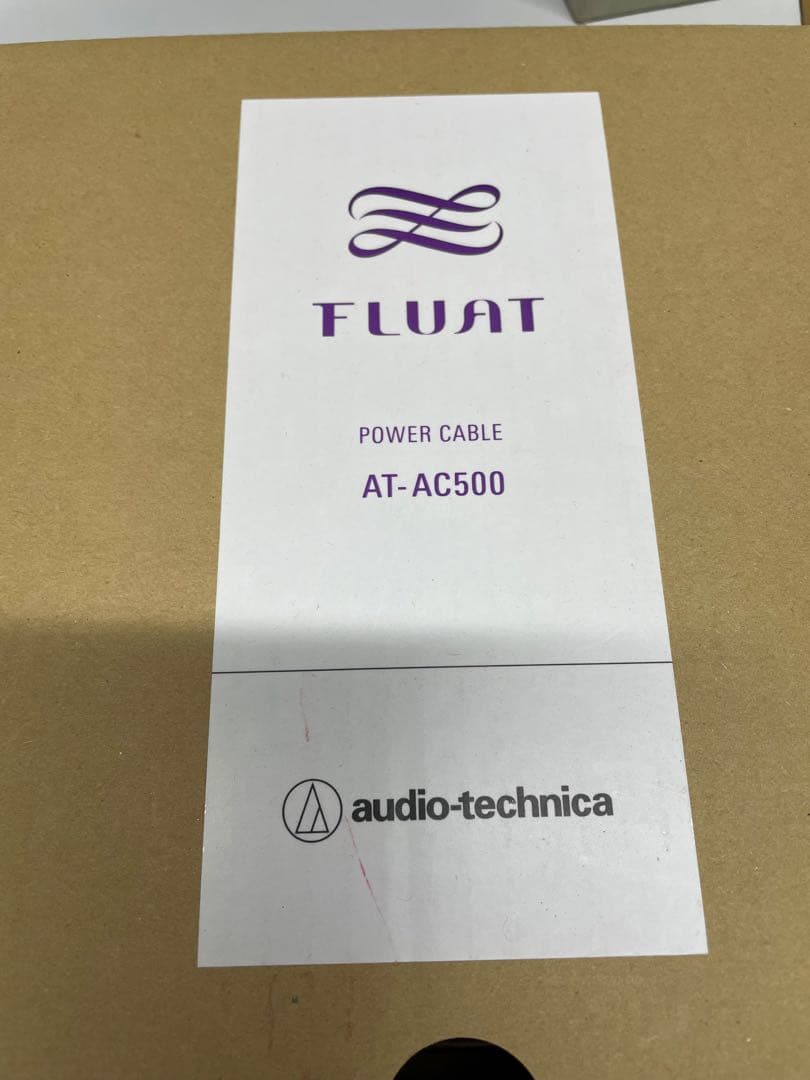 FLUAT
POWER CABLE
AT-AC500
audio-technica